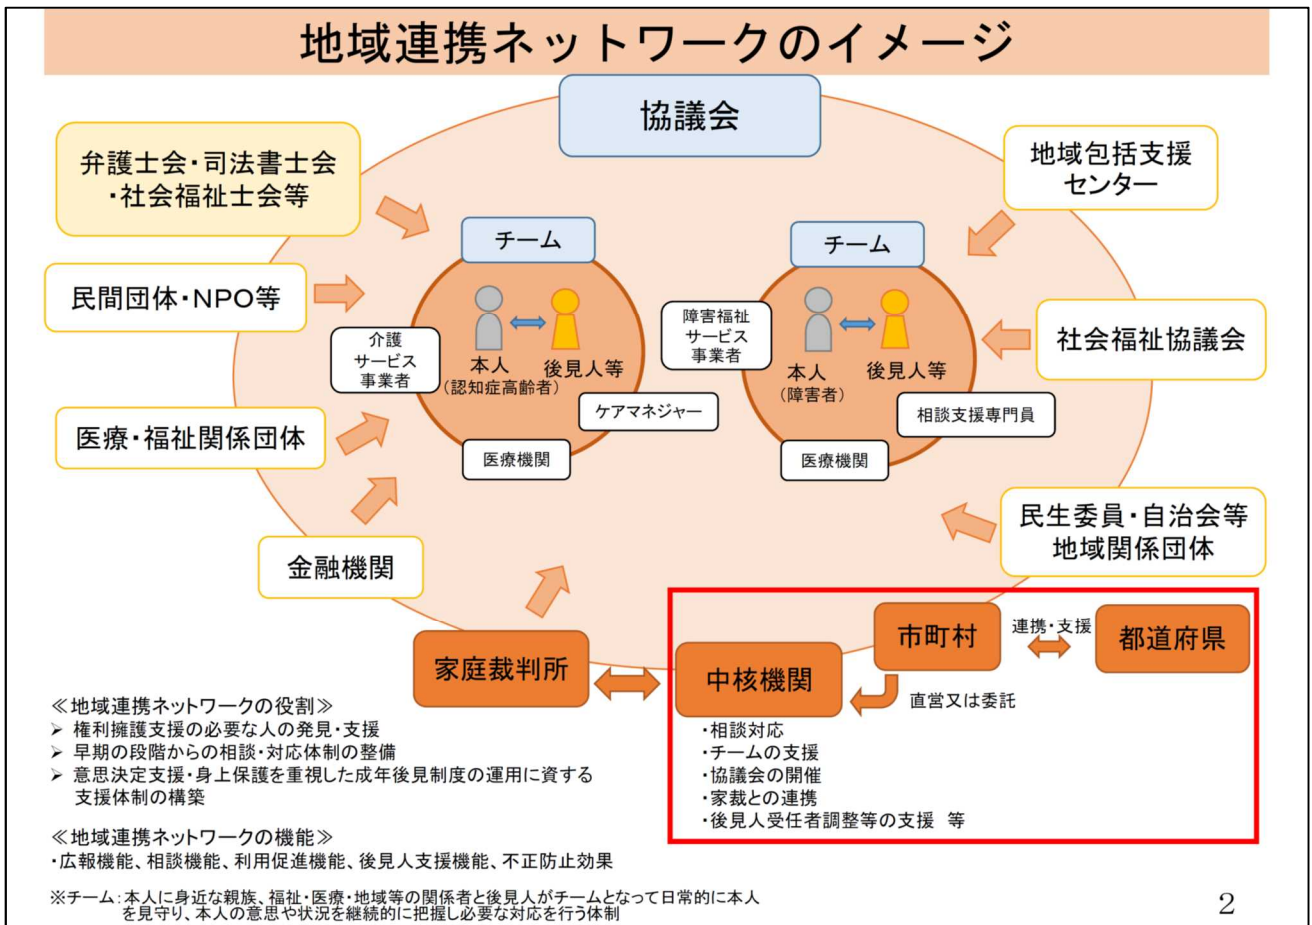 地域連携ネットワークのイメージ
協議会
弁護士会・司法書士会
・社会福祉士会等
民間団体・NPO等
医療・福祉関係団体
金融機関
地域包括支援
センター
社会福祉協議会
民生委員・自治会等
地域関係団体
チーム
介護
サービス
事業者
本人
(認知症高齢者)
後見人等
ケアマネジャー
医療機関
チーム
障害福祉
サービス
事業者
本人
(障害者)
後見人等
相談支援専門員
医療機関
家庭裁判所
中核機関
市町村
連携・支援
都道府県
直営又は委託
・相談対応
・チームの支援
・協議会の開催
・家裁との連携
・後見人受任者調整等の支援 等
≪地域連携ネットワークの役割≫
➢ 権利擁護支援の必要な人の発見・支援
➢ 早期の段階からの相談・対応体制の整備
➢ 意思決定支援・身上保護を重視した成年後見制度の運用に資する
支援体制の構築
≪地域連携ネットワークの機能≫
・広報機能、相談機能、利用促進機能、後見人支援機能、不正防止効果
※チーム:本人に身近な親族、福祉・医療・地域等の関係者と後見人がチームとなって日常的に本人
を見守り、本人の意思や状況を継続的に把握し必要な対応を行う体制
2